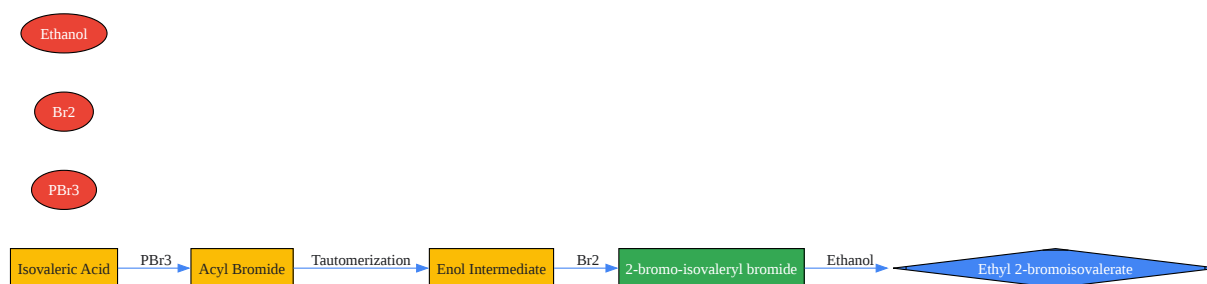 Ethanol
Br2
PBr3
Isovaleric Acid
PBr3
Acyl Bromide
Tautomerization
Enol Intermediate
Br2
2-bromo-isovaleryl bromide
Ethanol
Ethyl 2-bromoisovalerate